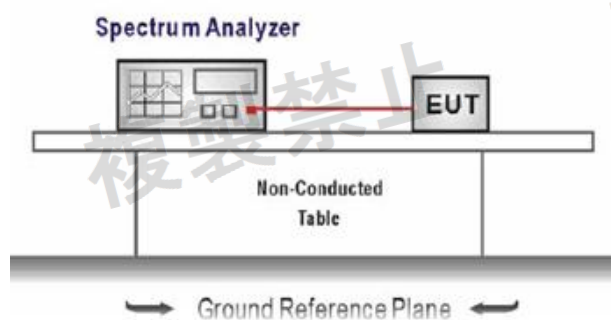 Spectrum Analyzer
EUT
複製禁止
Non-Conducted
Table
Ground Reference Plane